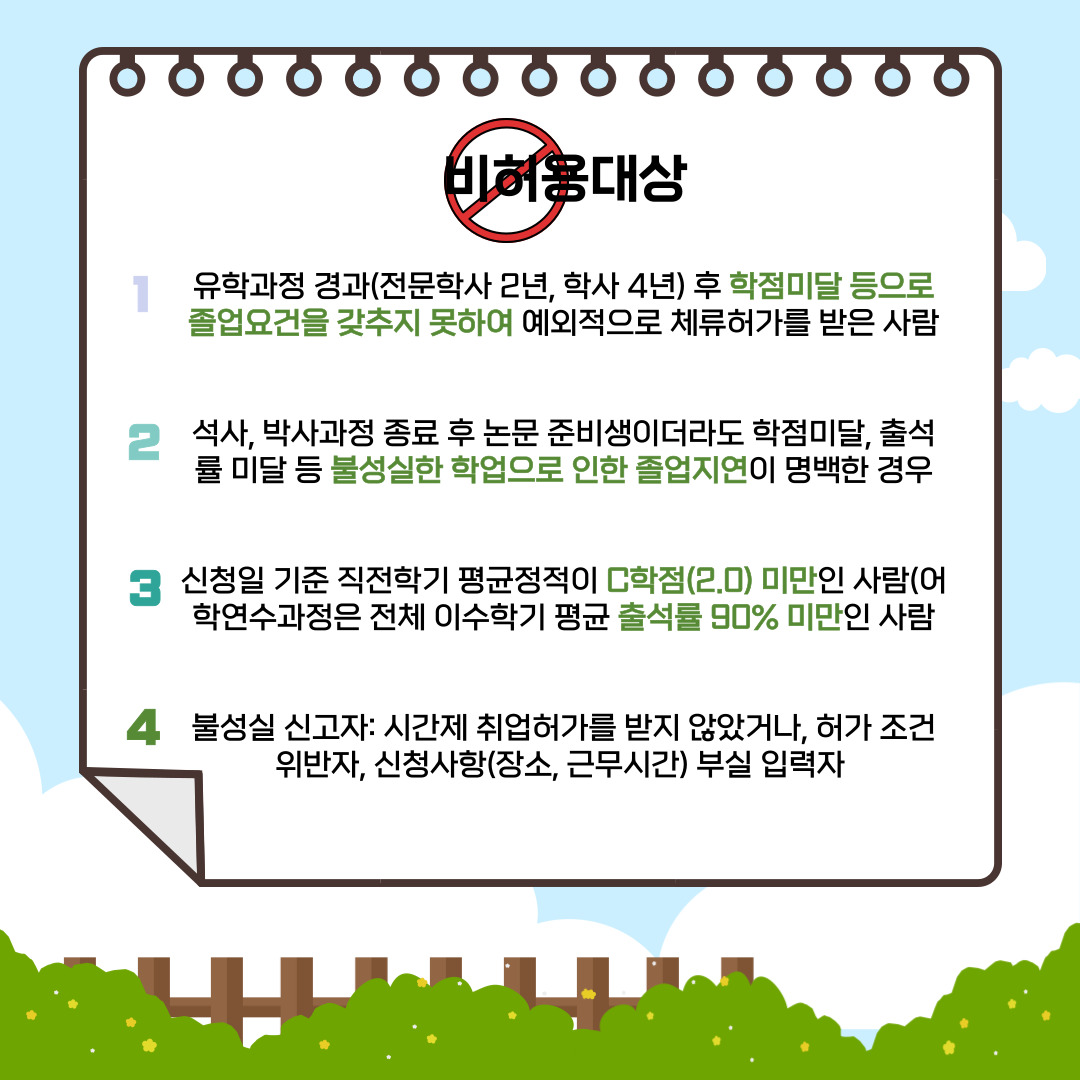 비허용대상
1
유학과정 경과(전문학사 2년, 학사 4년) 후 학점미달 등으로
졸업요건을 갖추지 못하여 예외적으로 체류허가를 받은 사람
2
석사, 박사과정 종료 후 논문 준비생이더라도 학점미달, 출석
률 미달 등 불성실한 학업으로 인한 졸업지연이 명백한 경우
3
신청일 기준 직전학기 평균정적이 C학점(2.0) 미만인 사람(어
학연수과정은 전체 이수학기 평균 출석률 90% 미만인 사람
4
불성실 신고자: 시간제 취업허가를 받지 않았거나, 허가 조건
위반자, 신청사항(장소, 근무시간) 부실 입력자